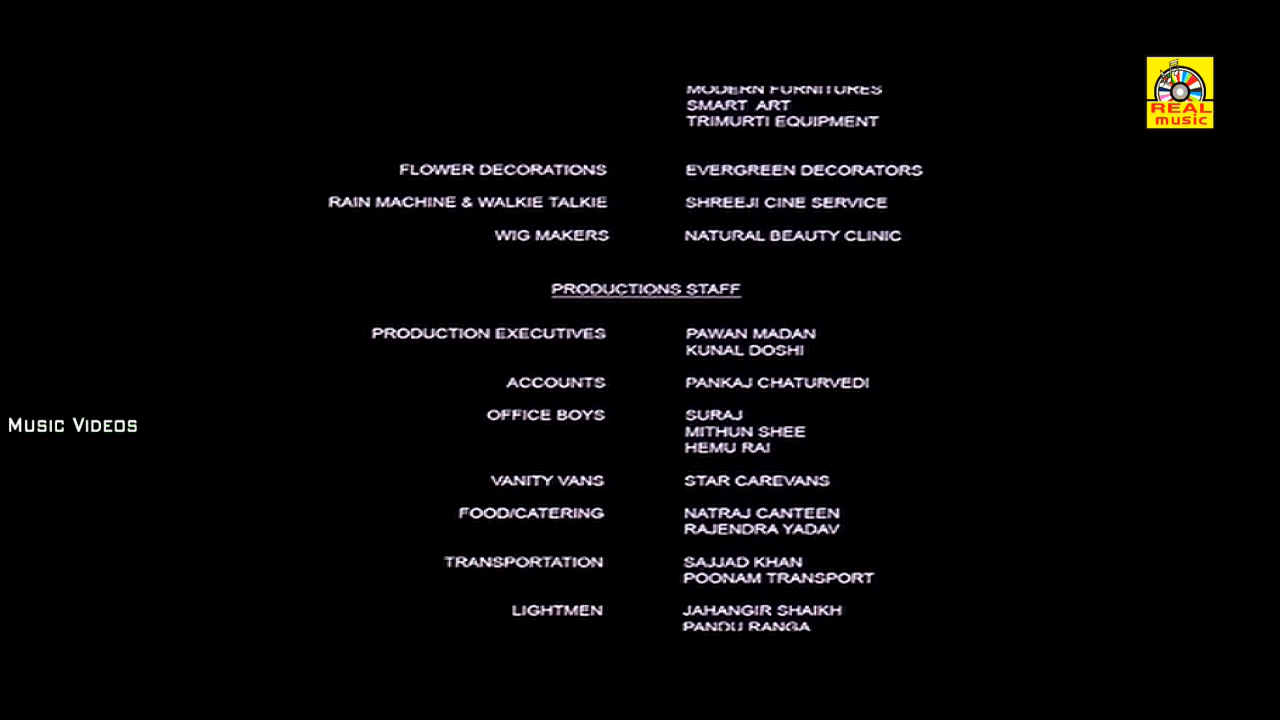 MODERN FURNITURES
SMART ART
TRIMURTI EQUIPMENT
REAL
music
FLOWER DECORATIONS EVERGREEN DECORATORS
RAIN MACHINE & WALKIE TALKIE SHREEJI CINE SERVICE
WIG MAKERS NATURAL BEAUTY CLINIC
PRODUCTIONS STAFF
PRODUCTION EXECUTIVES PAWAN MADAN
KUNAL DOSHI
ACCOUNTS PANKAJ CHATURVEDI
OFFICE BOYS SURAJ
Music Videos
MITHUN SHEE
HEMU RAI
VANITY VANS STAR CAREVANS
FOOD/CATERING NATRAJ CANTEEN
RAJENDRA YADAV
TRANSPORTATION SAJJAD KHAN
POONAM TRANSPORT
LIGHTMEN JAHANGIR SHAIKH
PANDU RANGA